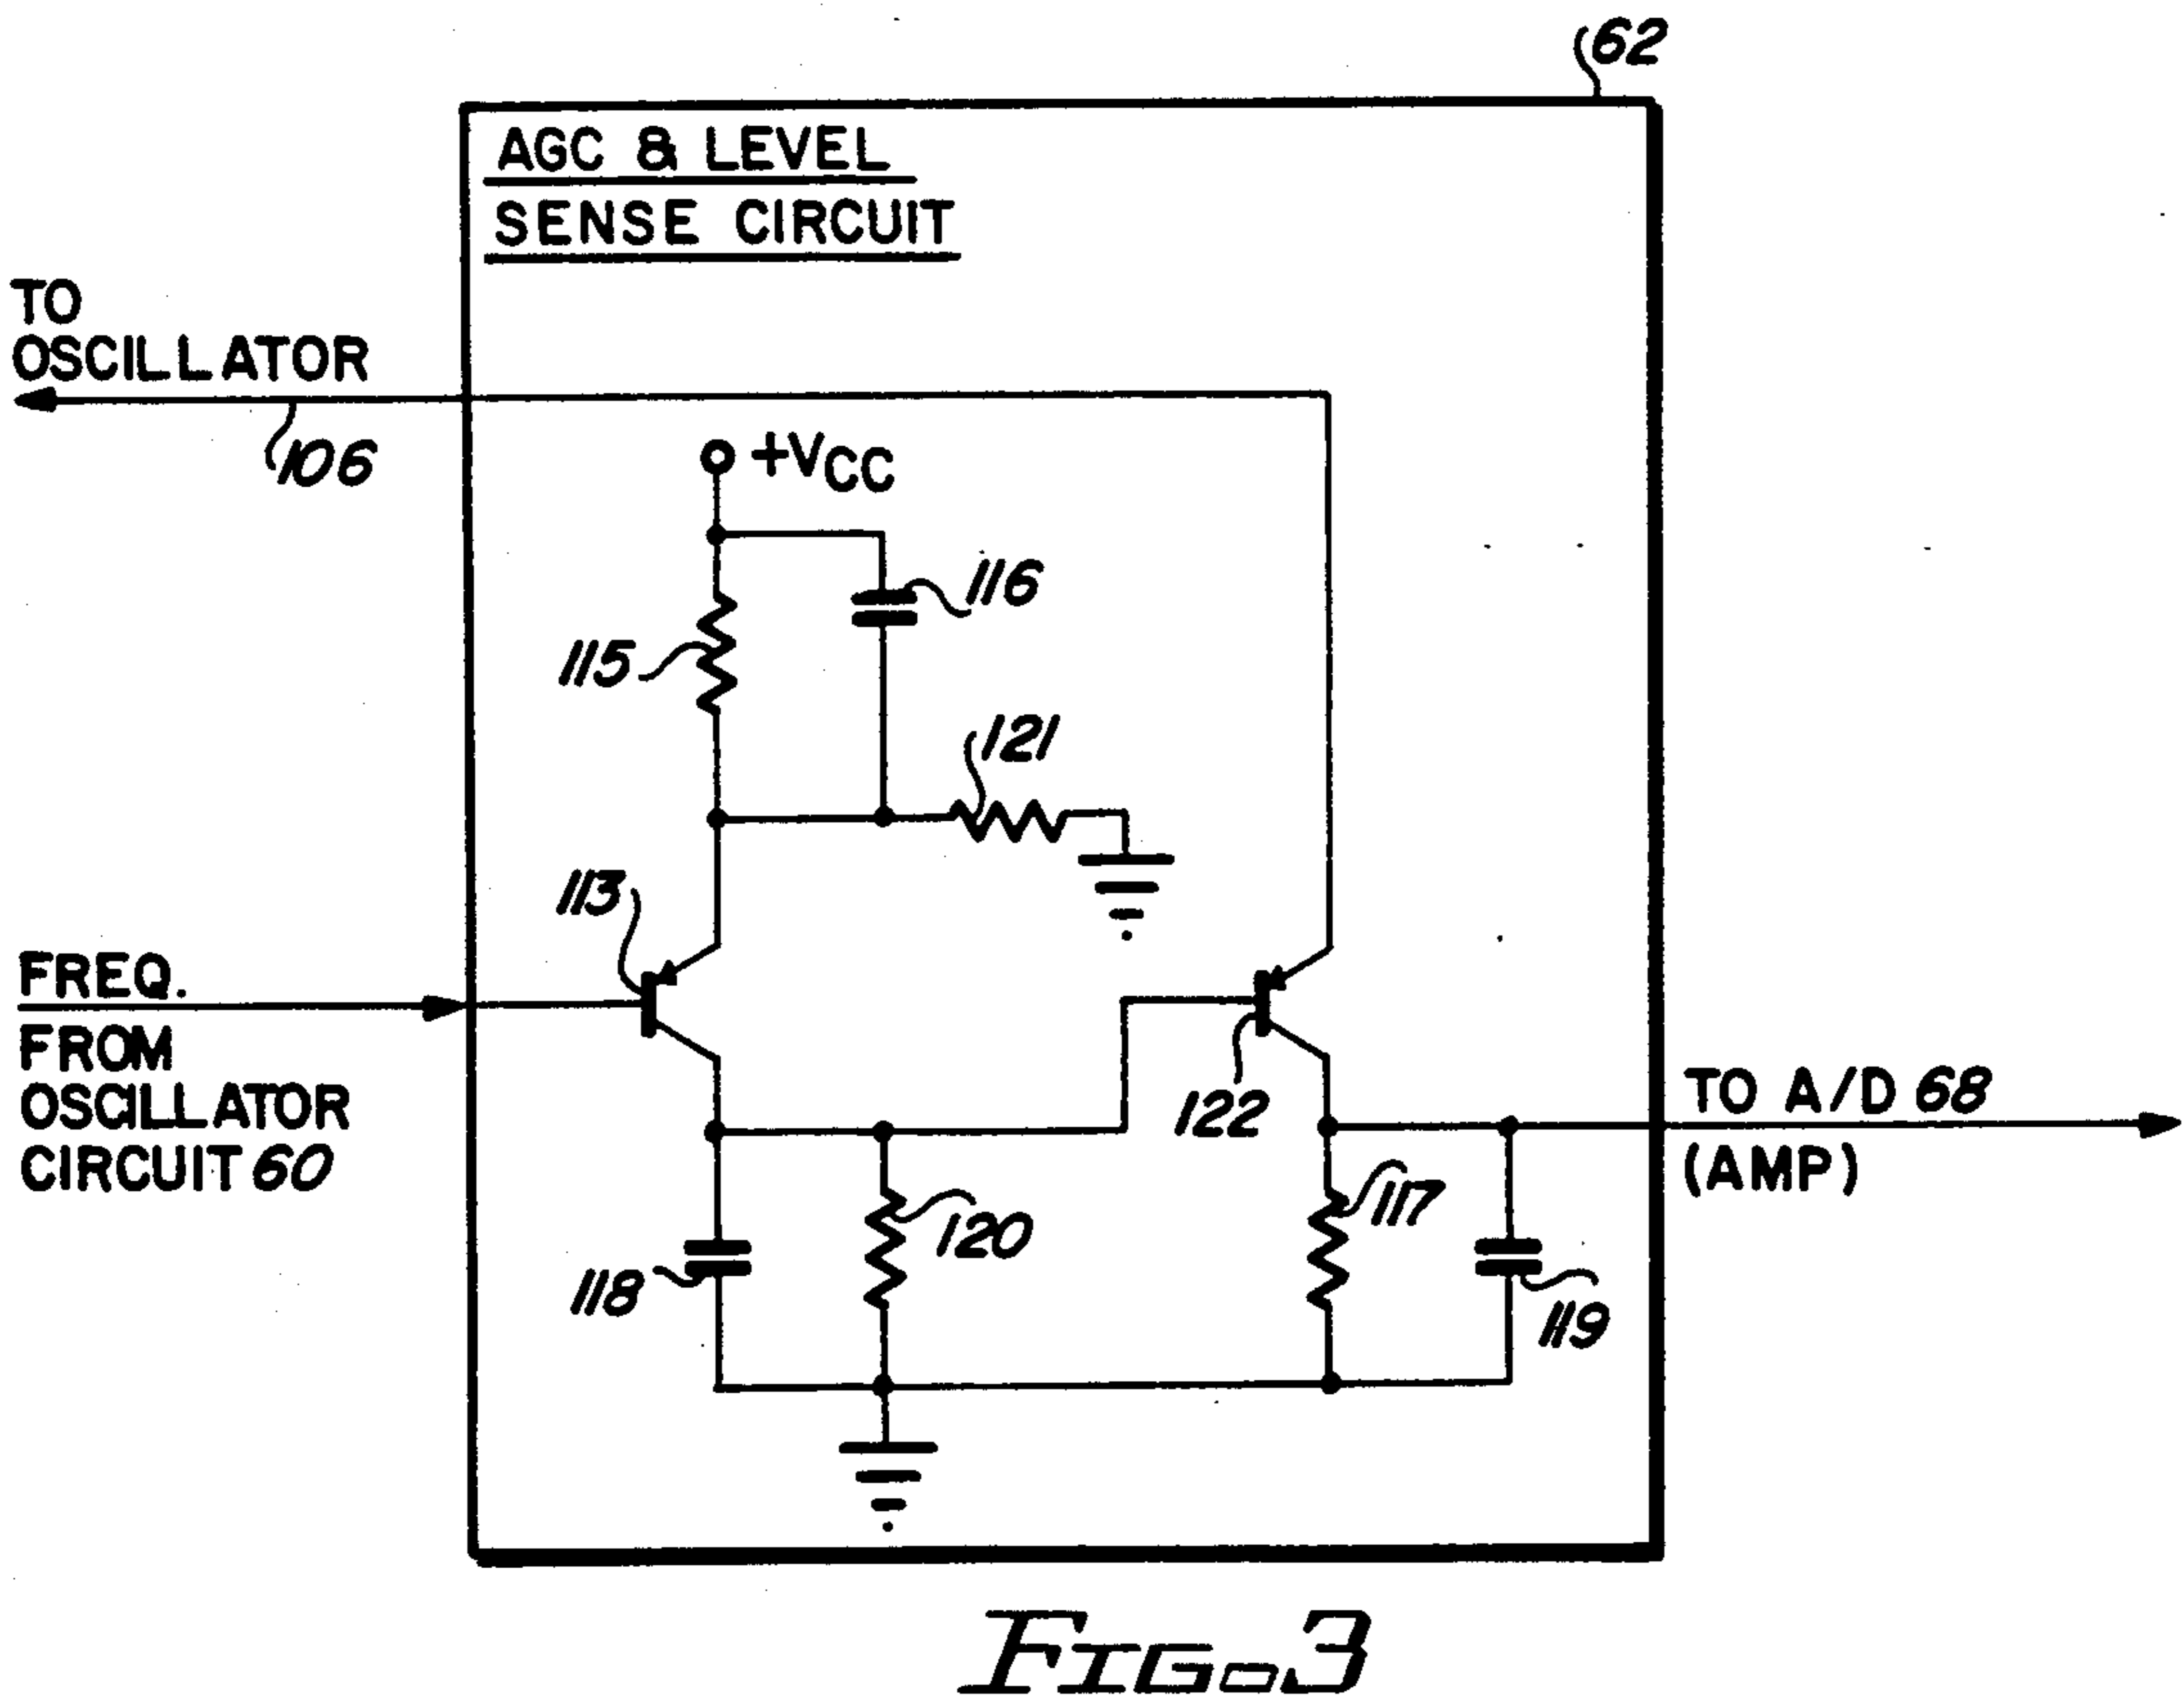 62
AGC & LEVEL
SENSE CIRCUIT
TO
OSCILLATOR
106
+VCC
116
115
121
113
FREQ.
FROM
OSCILLATOR
CIRCUIT 60
122
TO A/D 68
(AMP)
117
120
118
119
FIG. 3